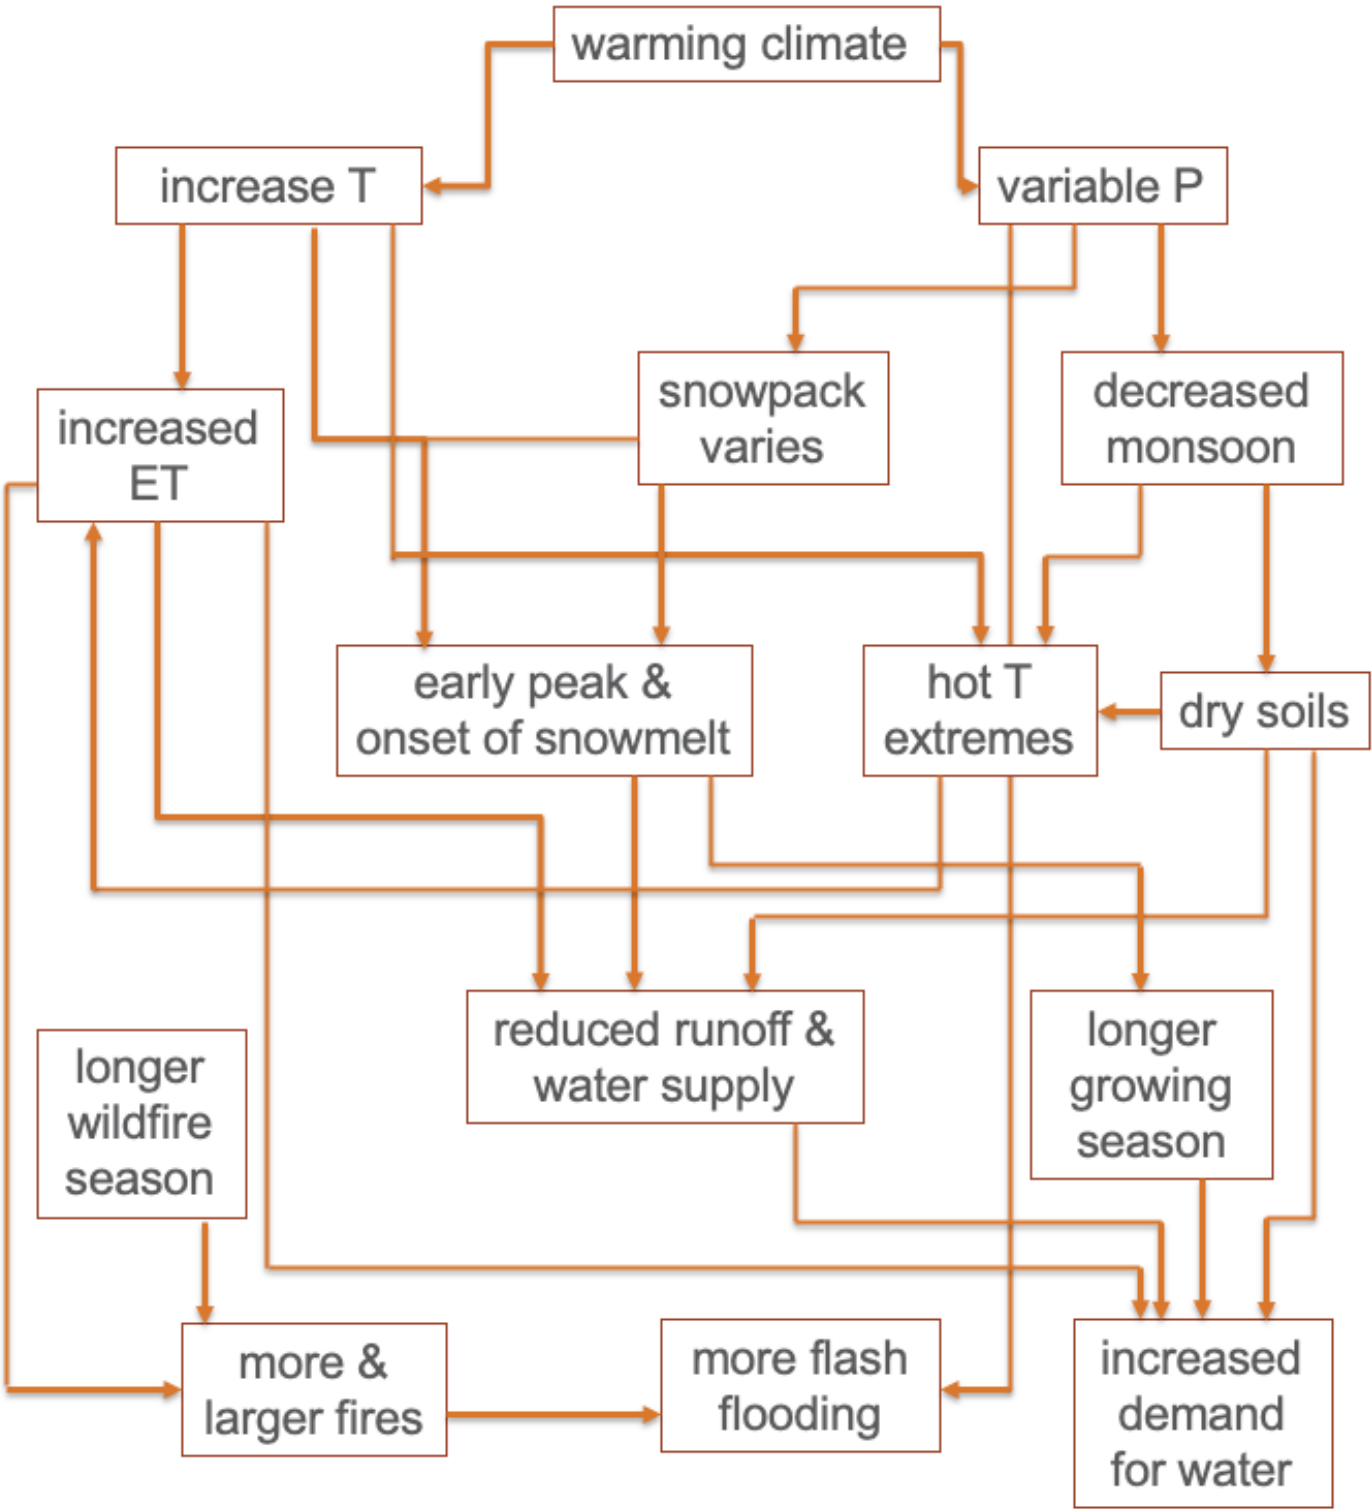 warming climate
increase T
variable P
snowpack
varies
decreased
monsoon
increased
ET
early peak &
onset of snowmelt
hot T
extremes
dry soils
reduced runoff &
water supply
longer
growing
season
longer
wildfire
season
more &
larger fires
more flash
flooding
increased
demand
for water